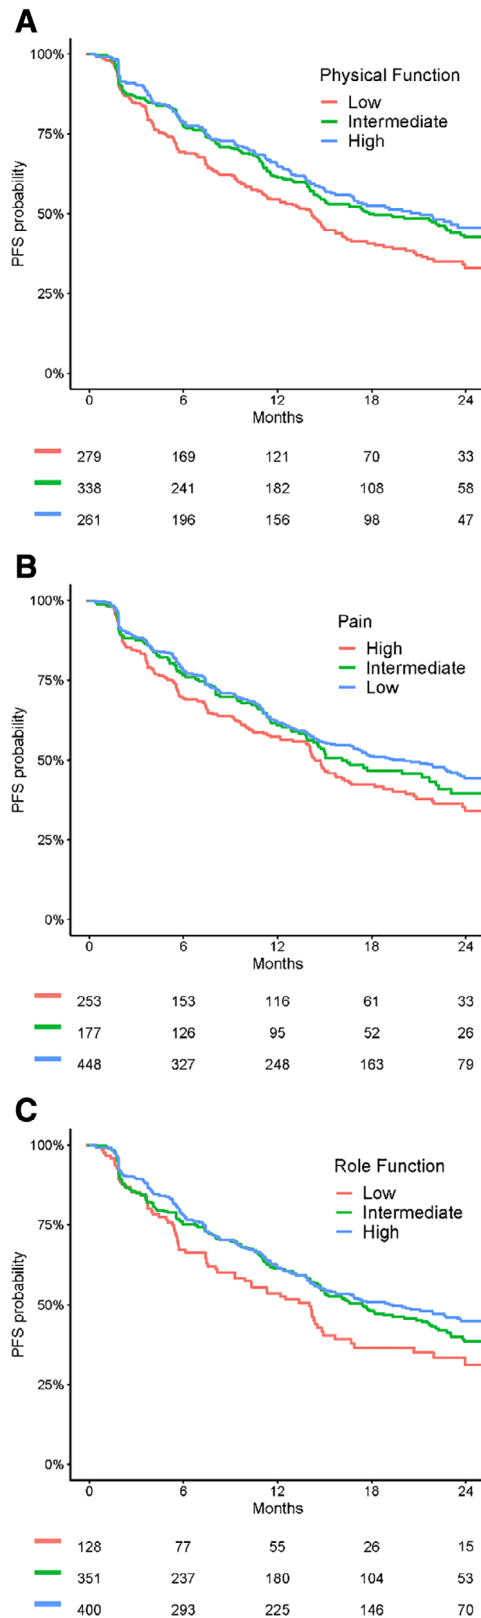 A
100%
75%
50%
25%
0%
PFS probability
Physical Function
Low
Intermediate
High
0 6 12 18 24
Months
279 169 121 70 33
338 241 182 108 58
261 196 156 98 47
B
100%
75%
50%
25%
0%
PFS probability
Pain
High
Intermediate
Low
0 6 12 18 24
Months
253 153 116 61 33
177 126 95 52 26
448 327 248 163 79
C
100%
75%
50%
25%
0%
PFS probability
Role Function
Low
Intermediate
High
0 6 12 18 24
Months
128 77 55 26 15
351 237 180 104 53
400 293 225 146 70